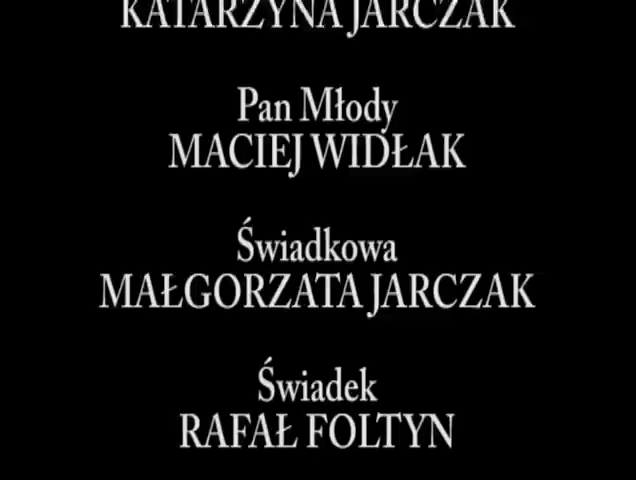 KATARZYNA JARCZAK
Pan Młody
MACIEJ WIDŁAK
Świadkowa
MAŁGORZATA JARCZAK
Świadek
RAFAŁ FOLTYN